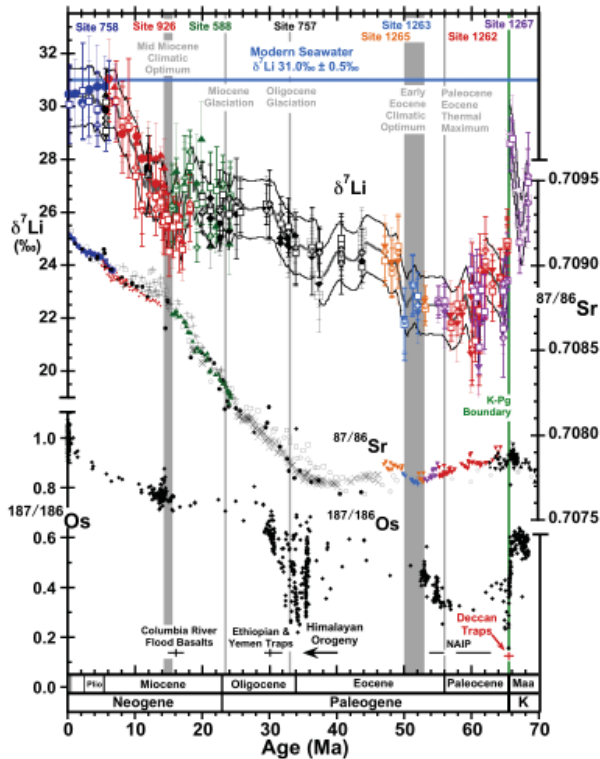 Site 758
Site 926
Site 588
Site 757
Site 1263
Site 1267
Site 1265
Site 1262
Mid Miocene
Climatic
Optimum
Modern Seawater
δ⁷Li 31.0‰ ± 0.5‰
Miocene
Glaciation
Oligocene
Glaciation
Early
Eocene
Climatic
Optimum
Paleocene
Eocene
Thermal
Maximum
32
30
28
26
24
22
20
δ⁷Li
(‰)
δ⁷Li
0.7095
0.7090
0.7085
0.7080
0.7075
87/86Sr
K-Pg
Boundary
87/86Sr
1.0
0.8
0.6
0.4
0.2
0.0
187/186Os
187/186Os
Columbia River
Flood Basalts
Ethiopian &
Yemen Traps
Himalayan
Orogeny
NAIP
Deccan
Traps
Plio
Miocene
Oligocene
Eocene
Paleocene
Maa
Neogene
Paleogene
K
0 10 20 30 40 50 60 70
Age (Ma)